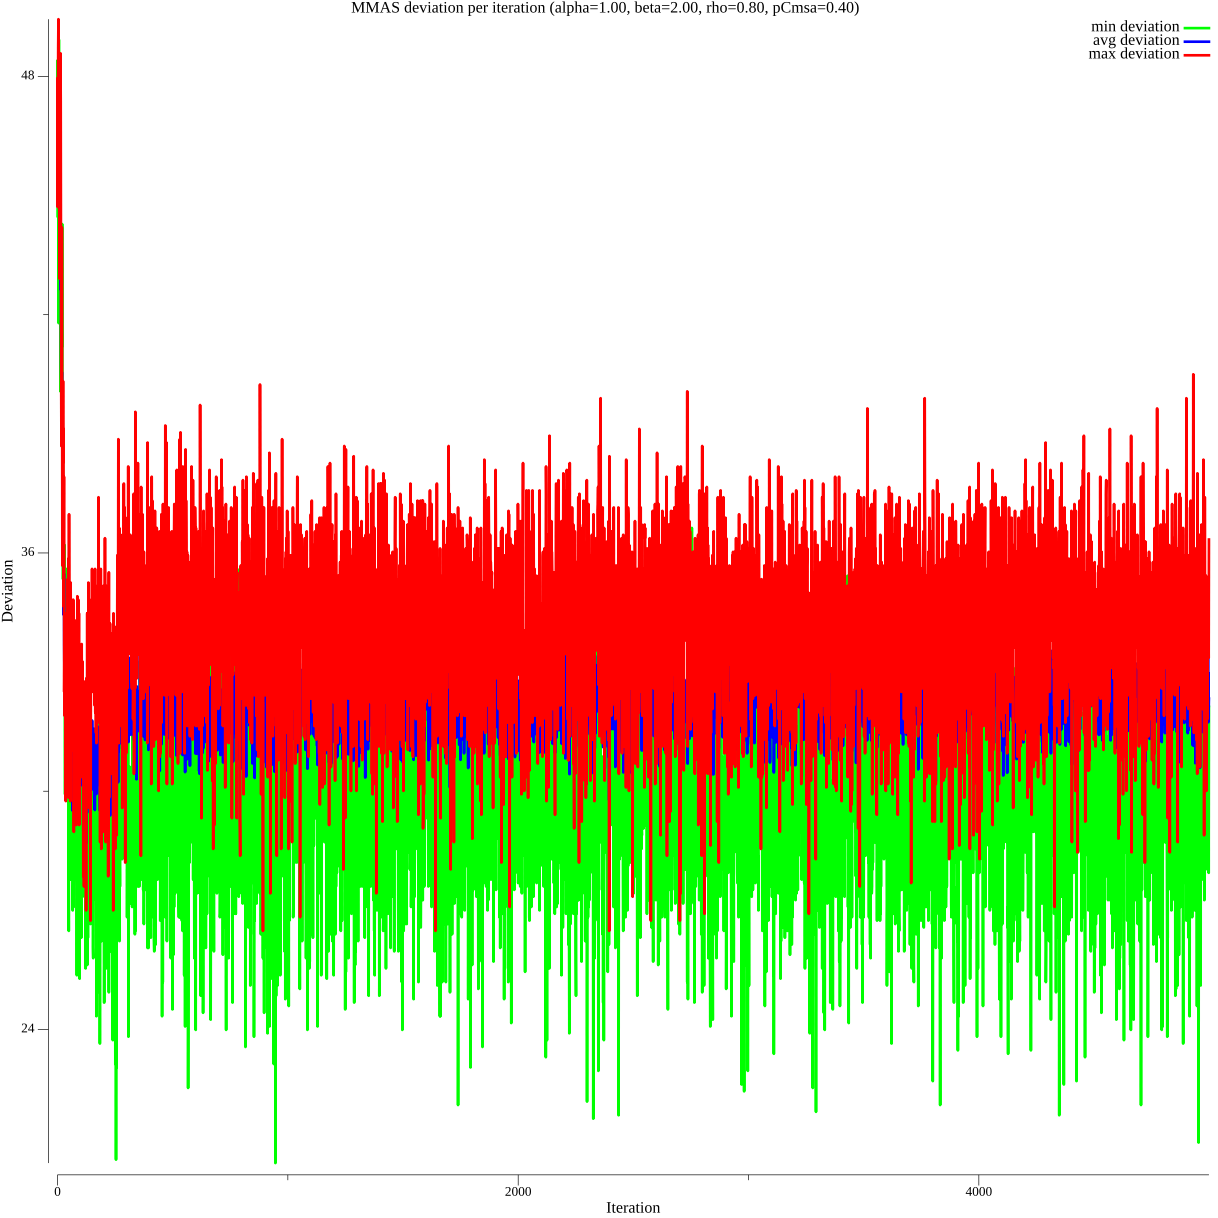 MMAS deviation per iteration (alpha=1.00, beta=2.00, rho=0.80, pCmsa=0.40)
min deviation
avg deviation
max deviation
48
36
24
Deviation
0
2000
4000
Iteration